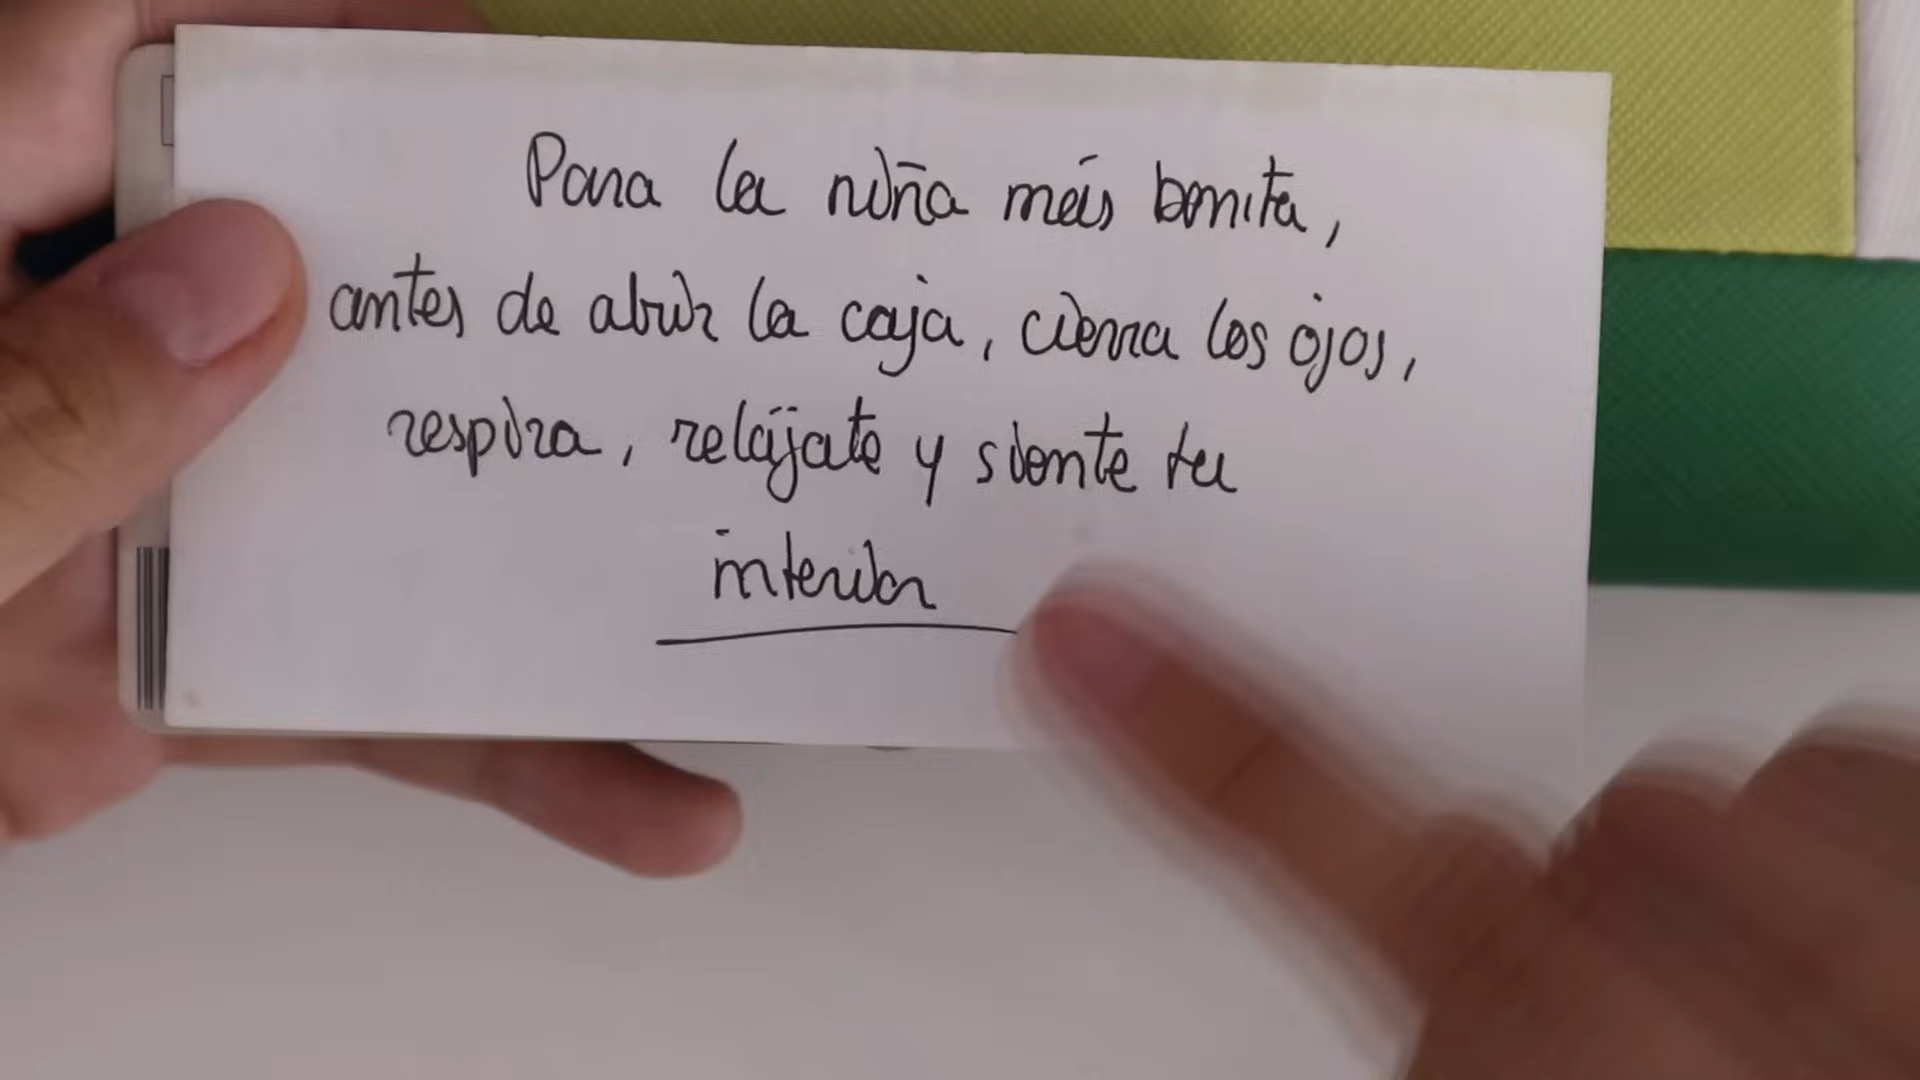 Para la niña más bonita,
antes de abrir la caja, cierra los ojos,
respira, relájate y siente tu
interior